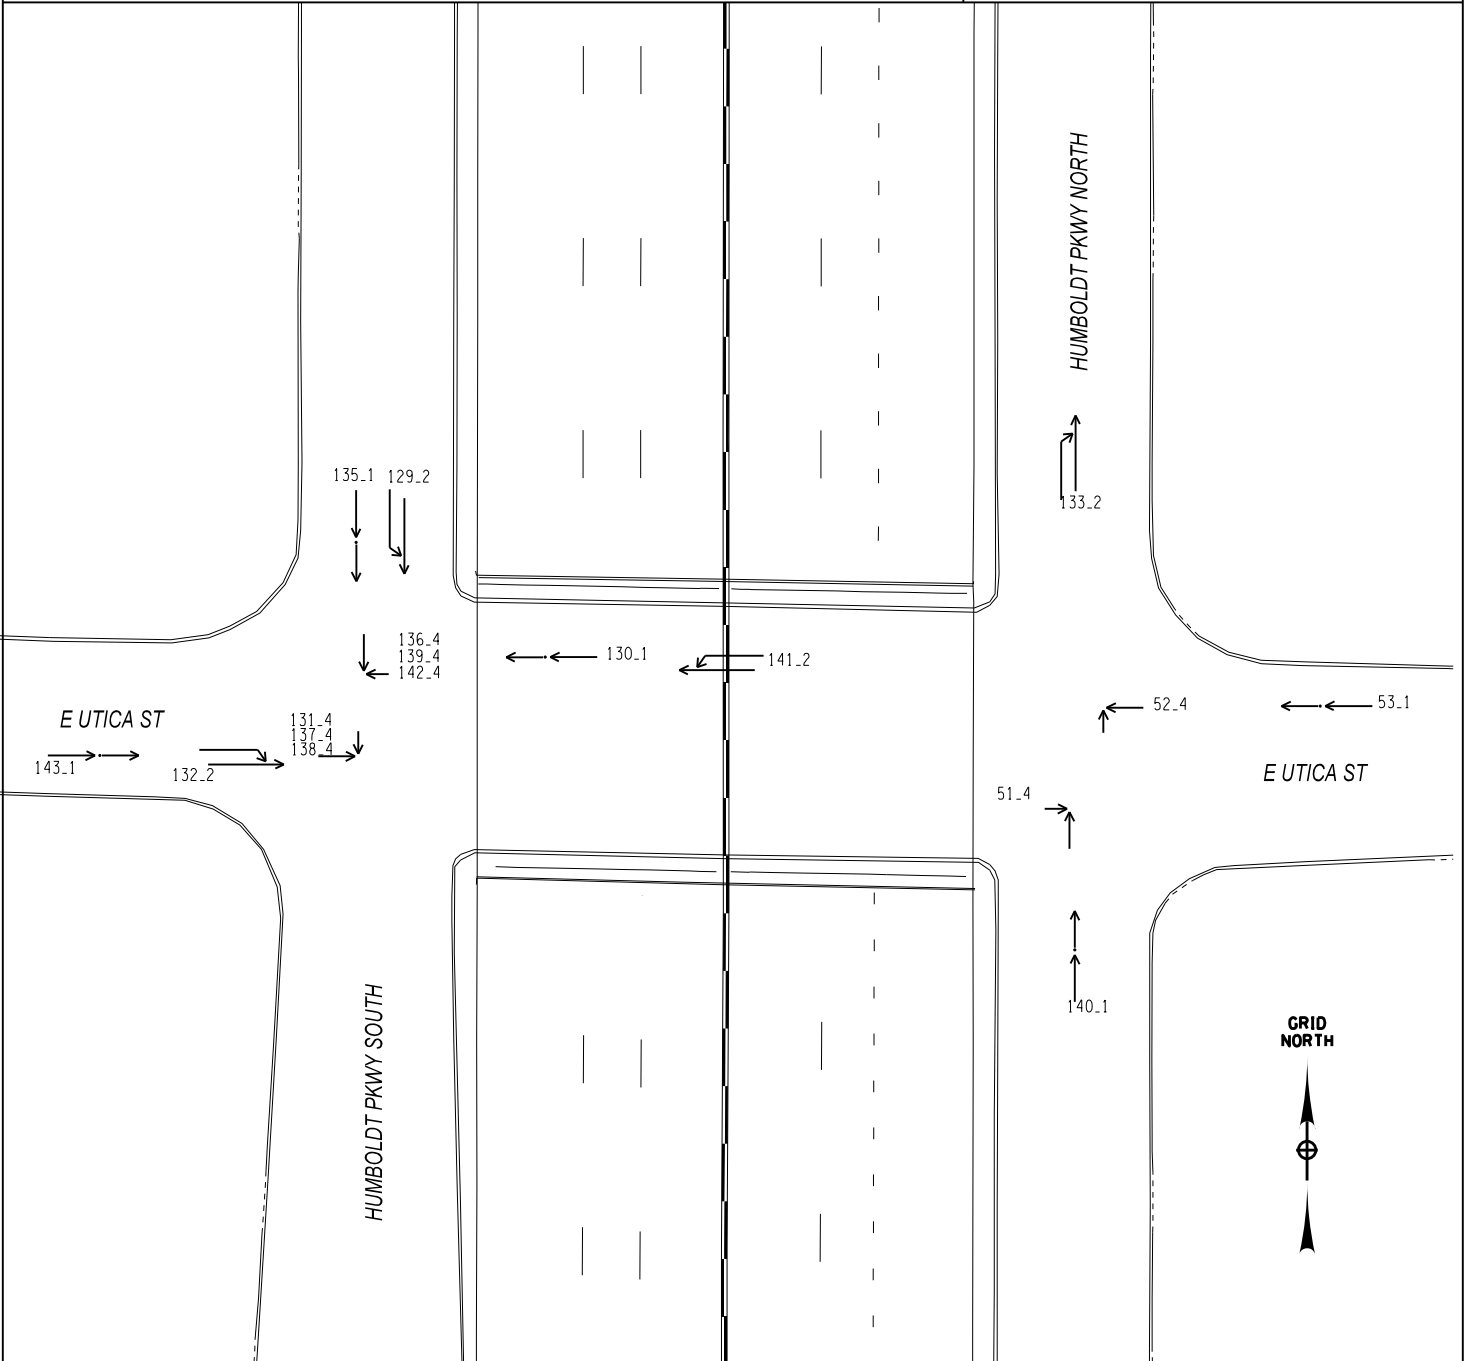 HUMBOLDT PKWY NORTH
135_1
129_2
133_2
136_4
139_4
142_4
130_1
141_2
52_4
53_1
E UTICA ST
131_4
137_4
138_4
143_1
132_2
E UTICA ST
51_4
HUMBOLDT PKWY SOUTH
140_1
GRID
NORTH